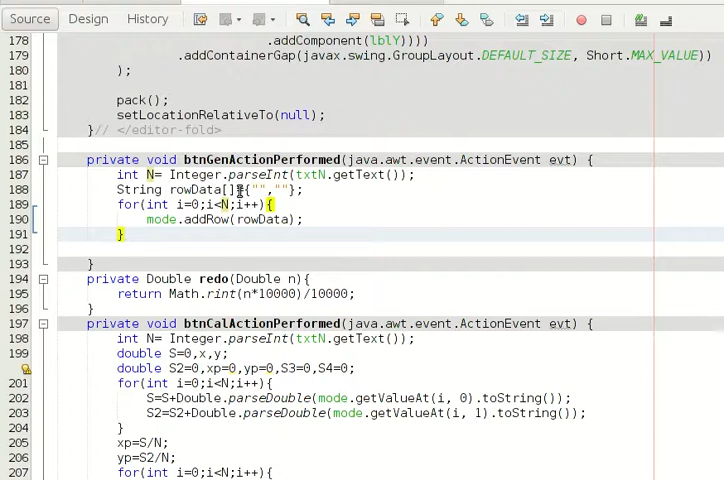 Source Design History
178 .addComponent(lblY))))
179 .addContainerGap(javax.swing.GroupLayout.DEFAULT_SIZE, Short.MAX_VALUE))
180 );
181
182 pack();
183 setLocationRelativeTo(null);
184 }// </editor-fold>
185
186 private void btnGenActionPerformed(java.awt.event.ActionEvent evt) {
187 int N= Integer.parseInt(txtN.getText());
188 String rowData[]={"",""};
189 for(int i=0;i<N;i++){
190 mode.addRow(rowData);
191 }
192
193 }
194 private Double redo(Double n){
195 return Math.rint(n*10000)/10000;
196 }
197 private void btnCalActionPerformed(java.awt.event.ActionEvent evt) {
198 int N= Integer.parseInt(txtN.getText());
199 double S=0,x,y;
double S2=0,xp=0,yp=0,S3=0,S4=0;
201 for(int i=0;i<N;i++){
202 S=S+Double.parseDouble(mode.getValueAt(i, 0).toString());
203 S2=S2+Double.parseDouble(mode.getValueAt(i, 1).toString());
204 }
205 xp=S/N;
206 yp=S2/N;
207 for(int i=0;i<N;i++){